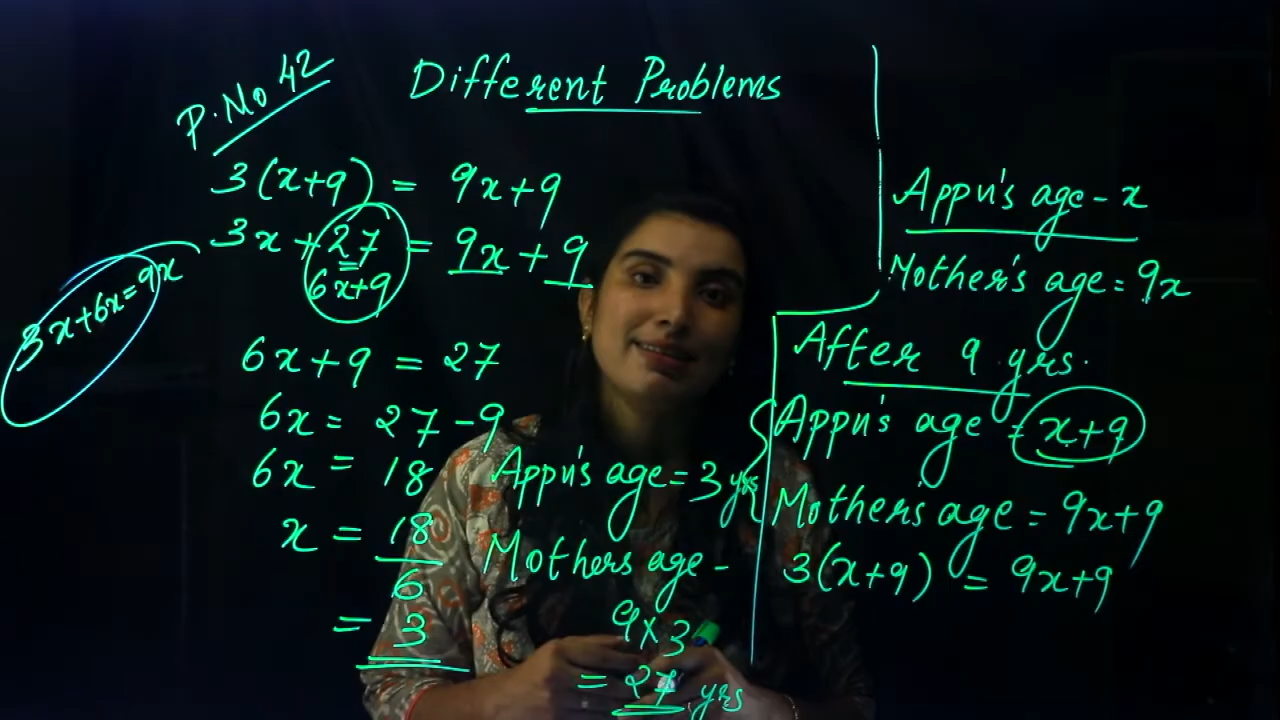 P.No 42
Different Problems
3(x+9) = 9x+9
3x + 27 = 9x + 9
6x+9
3x+6x=9x
6x+9 = 27
6x = 27-9
6x = 18
x = 18/6
= 3
Appu's age = 3 yrs
Mothers age -
9x3
= 27 yrs
Appu's age - x
Mother's age = 9x
After 9 yrs.
Appu's age = x+9
Mother's age = 9x+9
3(x+9) = 9x+9